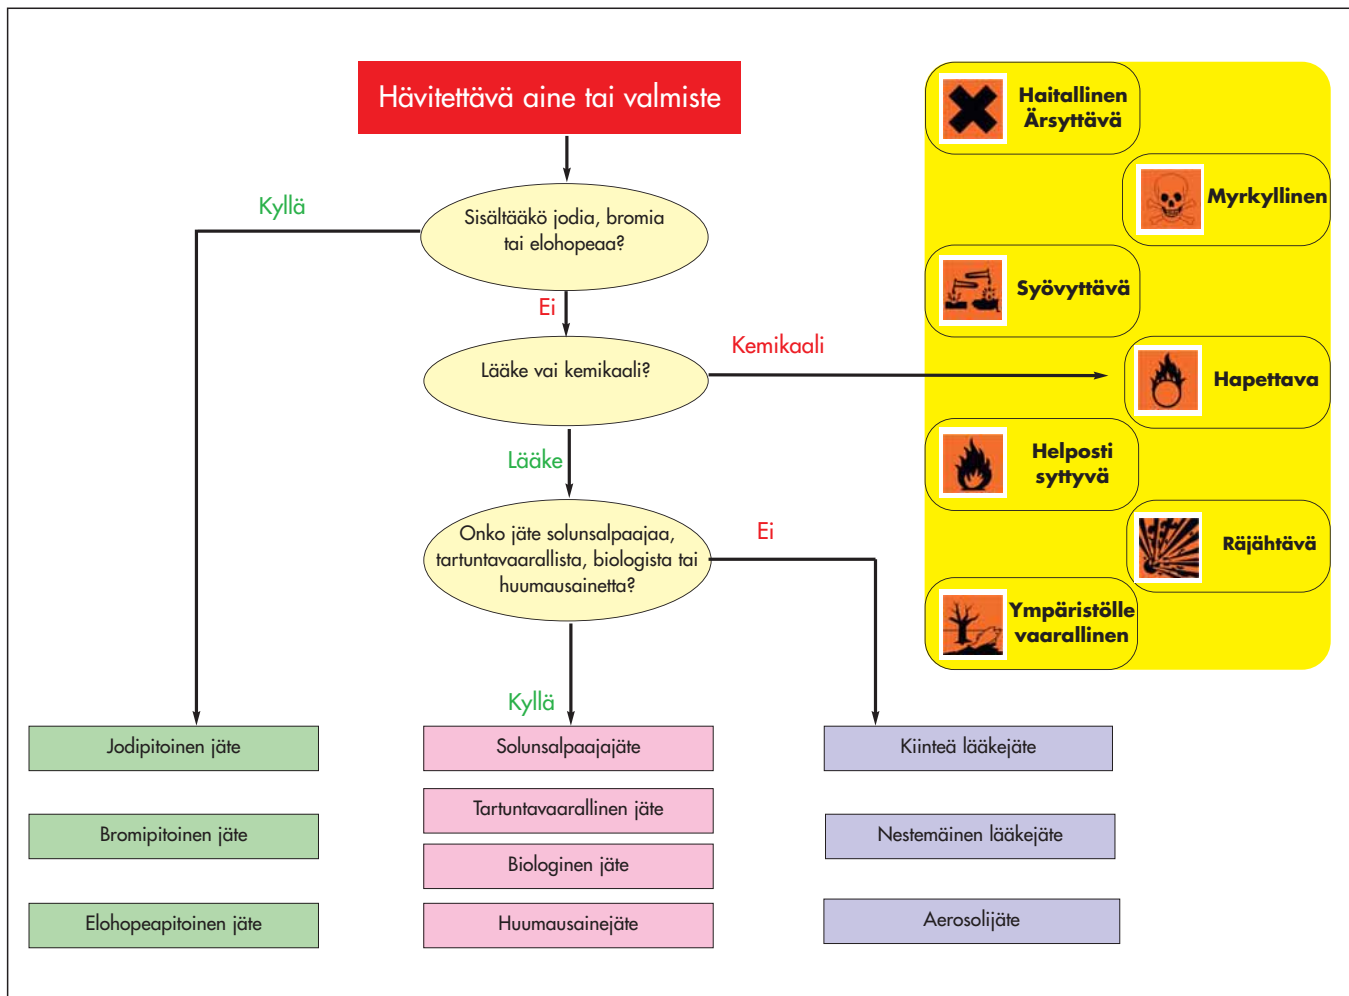 Hävitettävä aine tai valmiste
Kyllä
Sisältääkö jodia, bromia
tai elohopeaa?
Ei
Lääke vai kemikaali?
Kemikaali
Lääke
Onko jäte solunsalpaajaa,
tartuntavaarallista, biologista tai
huumausainetta?
Ei
Kyllä
Haitallinen
Ärsyttävä
Myrkyllinen
Syövyttävä
Hapettava
Helposti
syttyvä
Räjähtävä
Ympäristölle
vaarallinen
Jodipitoinen jäte
Bromipitoinen jäte
Elohopeapitoinen jäte
Solunsalpaajajäte
Tartuntavaarallinen jäte
Biologinen jäte
Huumausainejäte
Kiinteä lääkejäte
Nestemäinen lääkejäte
Aerosolijäte